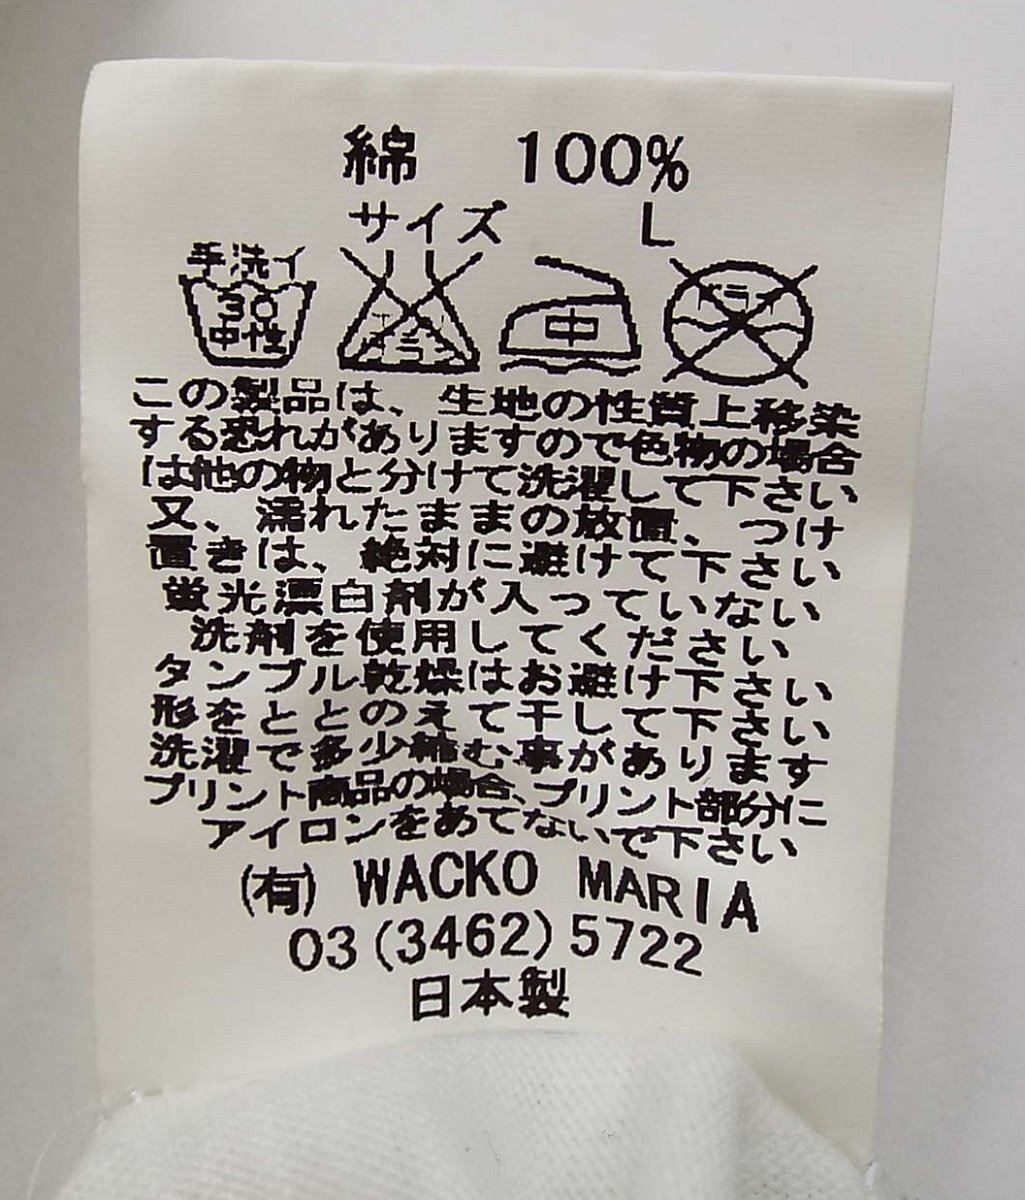 綿 100%
サイズ L
手洗イ
30
中性
エンソ
サラシ
中
ドライ
この製品は、生地の性質上移染
する恐れがありますので色物の場合
は他の物と分けて洗濯して下さい
又、濡れたままの放置、つけ
置きは、絶対に避けて下さい
蛍光漂白剤が入っていない
洗剤を使用してください
タンブル乾燥はお避け下さい
形をととのえて干して下さい
洗濯で多少縮む事があります
プリント商品の場合、プリント部分に
アイロンをあてないで下さい
(有) WACKO MARIA
03(3462)5722
日本製